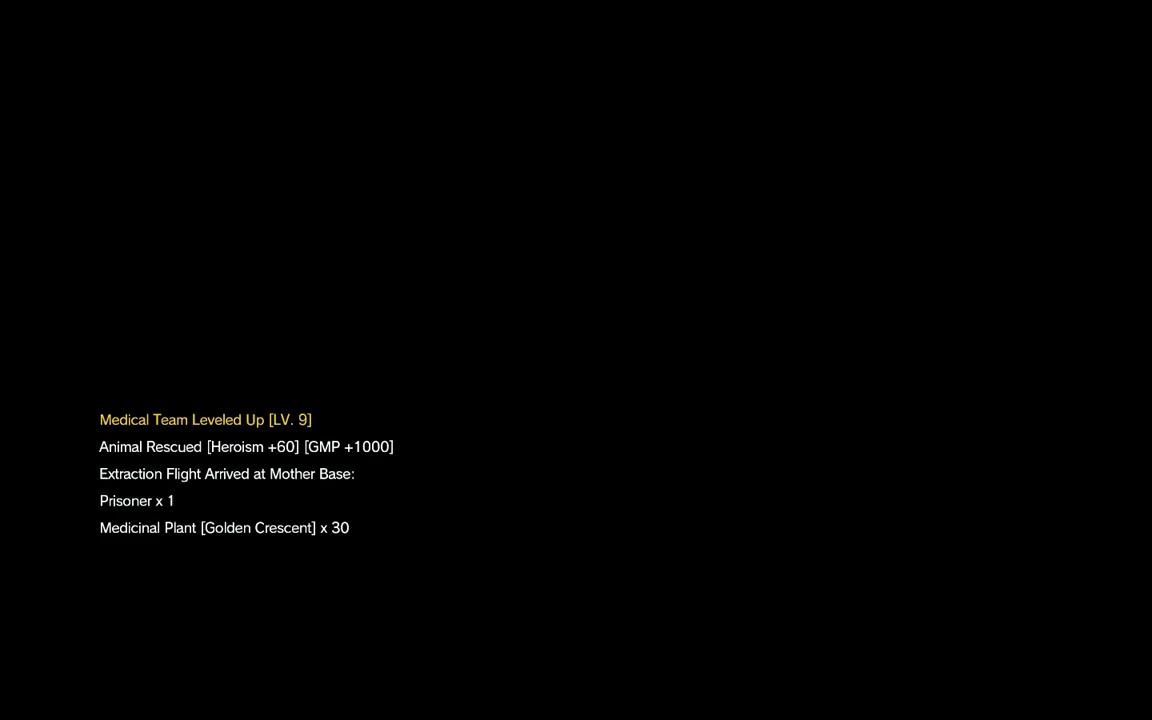 Medical Team Leveled Up [LV. 9]
Animal Rescued [Heroism +60] [GMP +1000]
Extraction Flight Arrived at Mother Base:
Prisoner x 1
Medicinal Plant [Golden Crescent] x 30